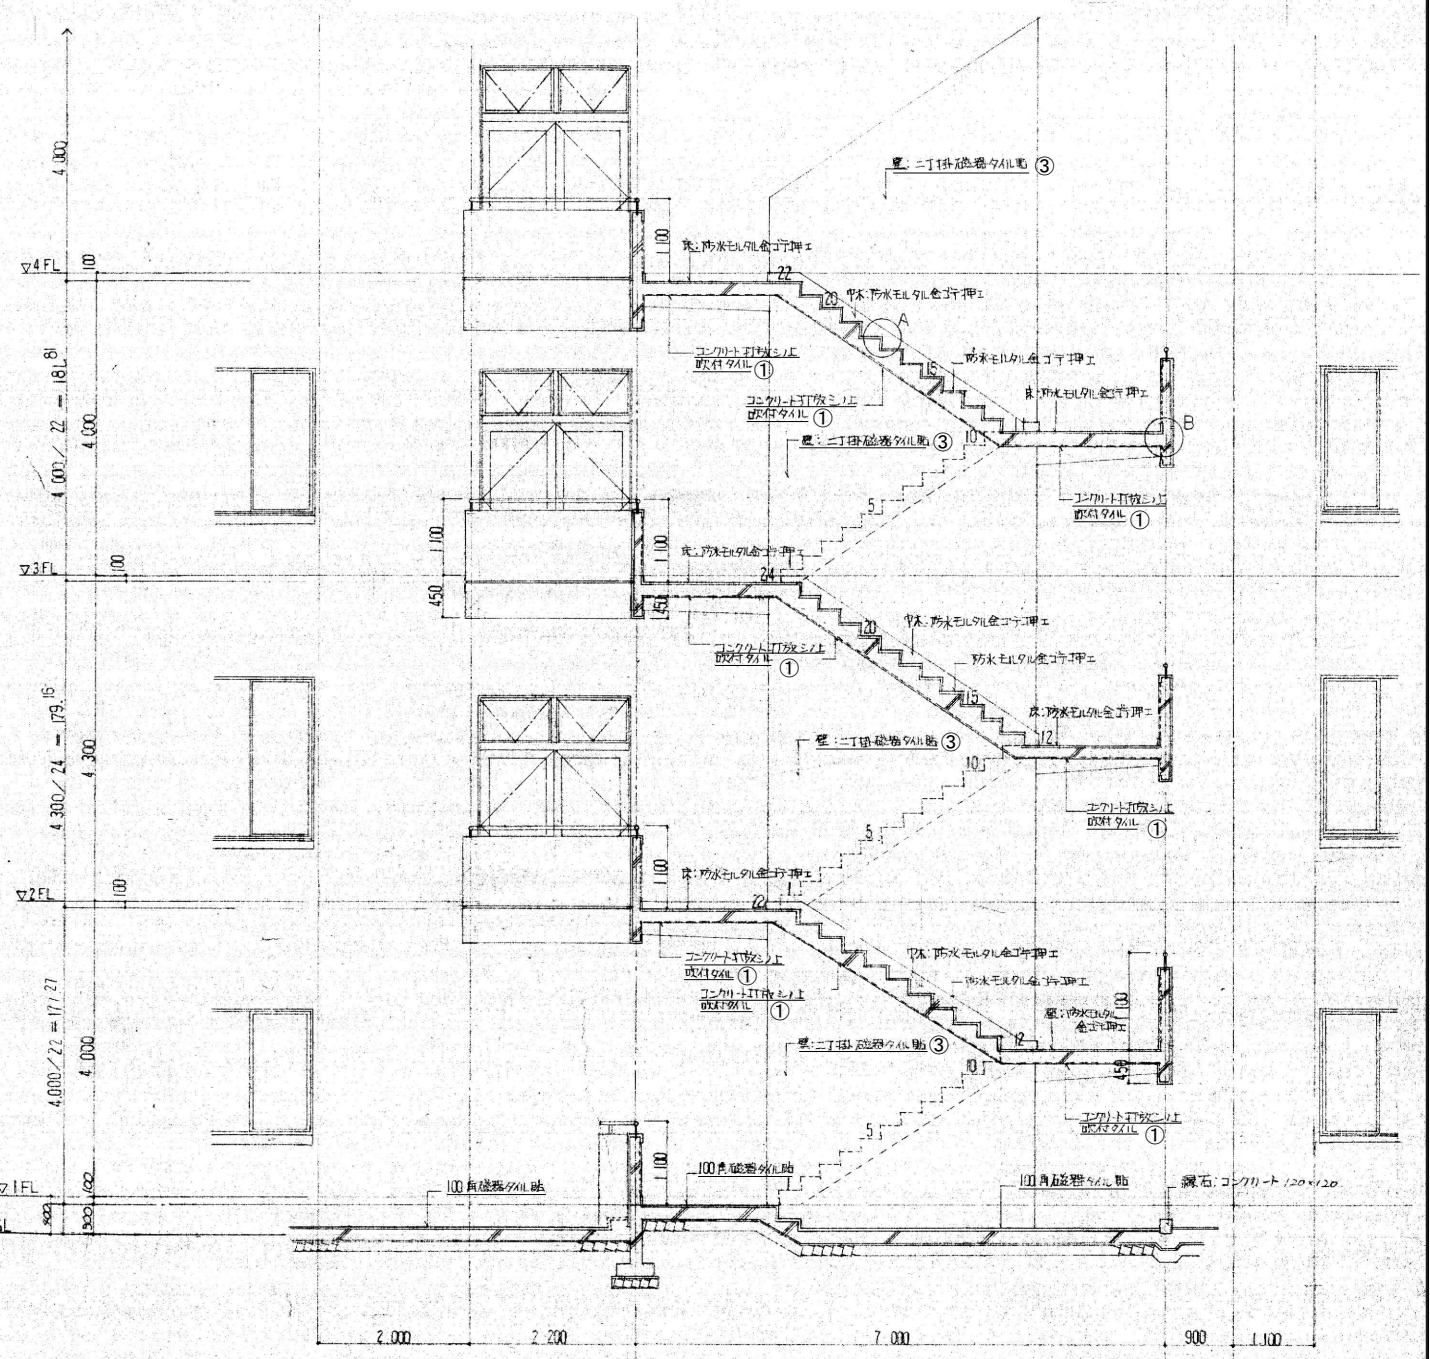 4.000
壁:二丁掛磁器タイル貼 ③
1.100
床:防水モルタル金ゴテ押エ
▽4FL
100
22
20
巾木:防水モルタル金ゴテ押エ
A
コンクリート打放シノ上
吹付タイル ①
15
防水モルタル金ゴテ押エ
コンクリート打放シノ上
吹付タイル ①
床:防水モルタル金ゴテ押エ
B
4.000/22=181.81
4.000
壁:二丁掛磁器タイル貼 ③
10
5
コンクリート打放シノ上
吹付タイル ①
1.100
1.100
床:防水モルタル金ゴテ押エ
▽3FL
100
24
450
450
20
巾木:防水モルタル金ゴテ押エ
コンクリート打放シノ上
吹付タイル ①
防水モルタル金ゴテ押エ
15
床:防水モルタル金ゴテ押エ
12
4.300/24=179.16
4.300
壁:二丁掛磁器タイル貼 ③
10
5
コンクリート打放シノ上
吹付タイル ①
1.100
床:防水モルタル金ゴテ押エ
▽2FL
100
22
1
巾木:防水モルタル金ゴテ押エ
コンクリート打放シノ上
吹付タイル ①
コンクリート打放シノ上
吹付タイル ①
防水モルタル金ゴテ押エ
1.100
壁:防水モルタル
金ゴテ押エ
12
4.000/22=177.27
4.000
壁:二丁掛磁器タイル貼 ③
10
450
5
コンクリート打放シノ上
吹付タイル ①
1.100
100角磁器タイル貼
100角磁器タイル貼
100角磁器タイル貼
縁石:コンクリート 120×120
▽1FL
100
300
2.000
2.200
7.000
900
1.100